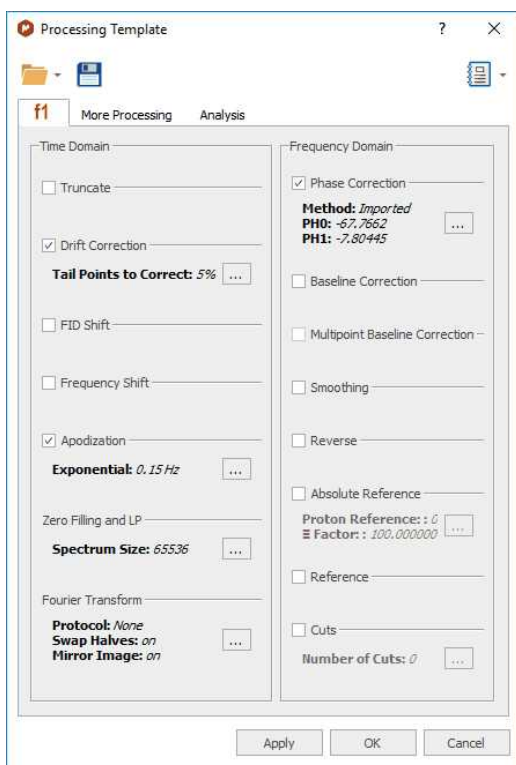 Processing Template
?
f1
More Processing
Analysis
Time Domain
Truncate
Drift Correction
Tail Points to Correct: 5%
...
FID Shift
Frequency Shift
Apodization
Exponential: 0.15 Hz
...
Zero Filling and LP
Spectrum Size: 65536
...
Fourier Transform
Protocol: None
Swap Halves: on
Mirror Image: on
...
Frequency Domain
Phase Correction
Method: Imported
PH0: -67.7662
PH1: -7.80445
...
Baseline Correction
Multipoint Baseline Correction
Smoothing
Reverse
Absolute Reference
Proton Reference: : 0
Ξ Factor: : 100.000000
...
Reference
Cuts
Number of Cuts: 0
...
Apply
OK
Cancel